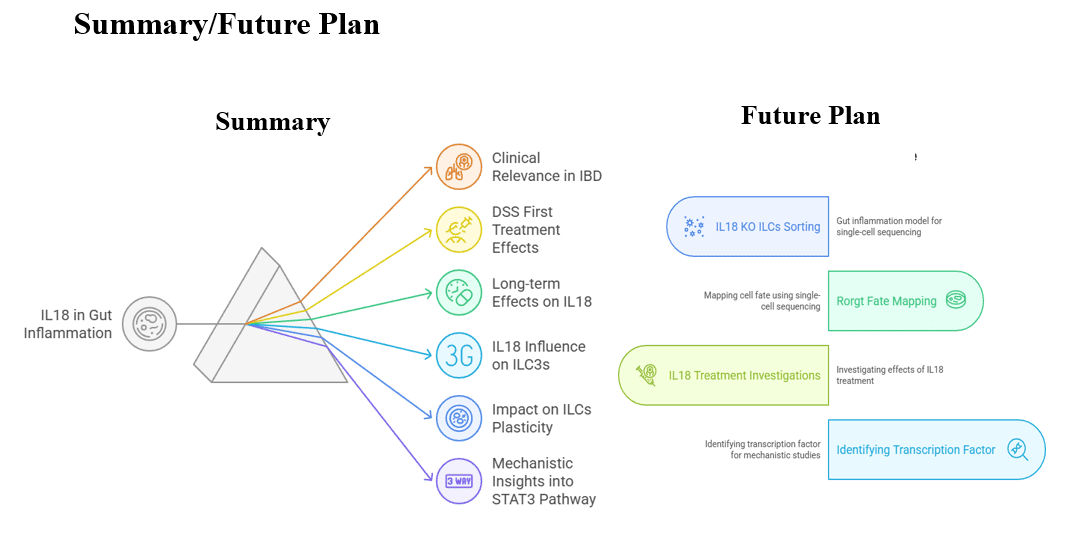 Summary/Future Plan
Summary
IL18 in Gut
Inflammation
Clinical
Relevance in IBD
DSS First
Treatment
Effects
Long-term
Effects on IL18
3G
IL18 Influence
on ILC3s
Impact on ILCs
Plasticity
3 WAY
Mechanistic
Insights into
STAT3 Pathway
Future Plan
IL18 KO ILCs Sorting
Gut inflammation model for
single-cell sequencing
Mapping cell fate using single-
cell sequencing
Rorgt Fate Mapping
IL18 Treatment Investigations
Investigating effects of IL18
treatment
Identifying transcription factor
for mechanistic studies
Identifying Transcription Factor